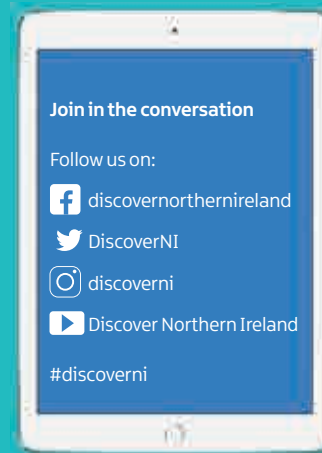 Join in the conversation
Follow us on:
discovernorthernireland
DiscoverNI
discoverni
Discover Northern Ireland
#discoverni